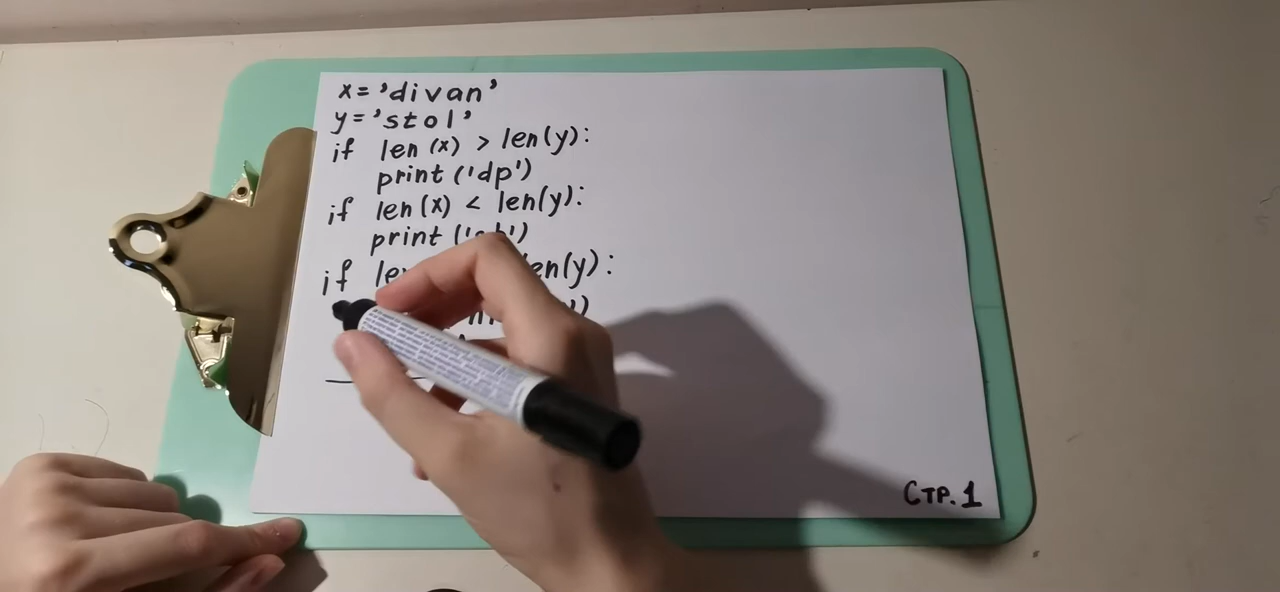 x = 'divan'
y = 'stol'
if len (x) > len(y):
print ('dp')
if len(x) < len(y):
print
if len(y):
Стр. 1